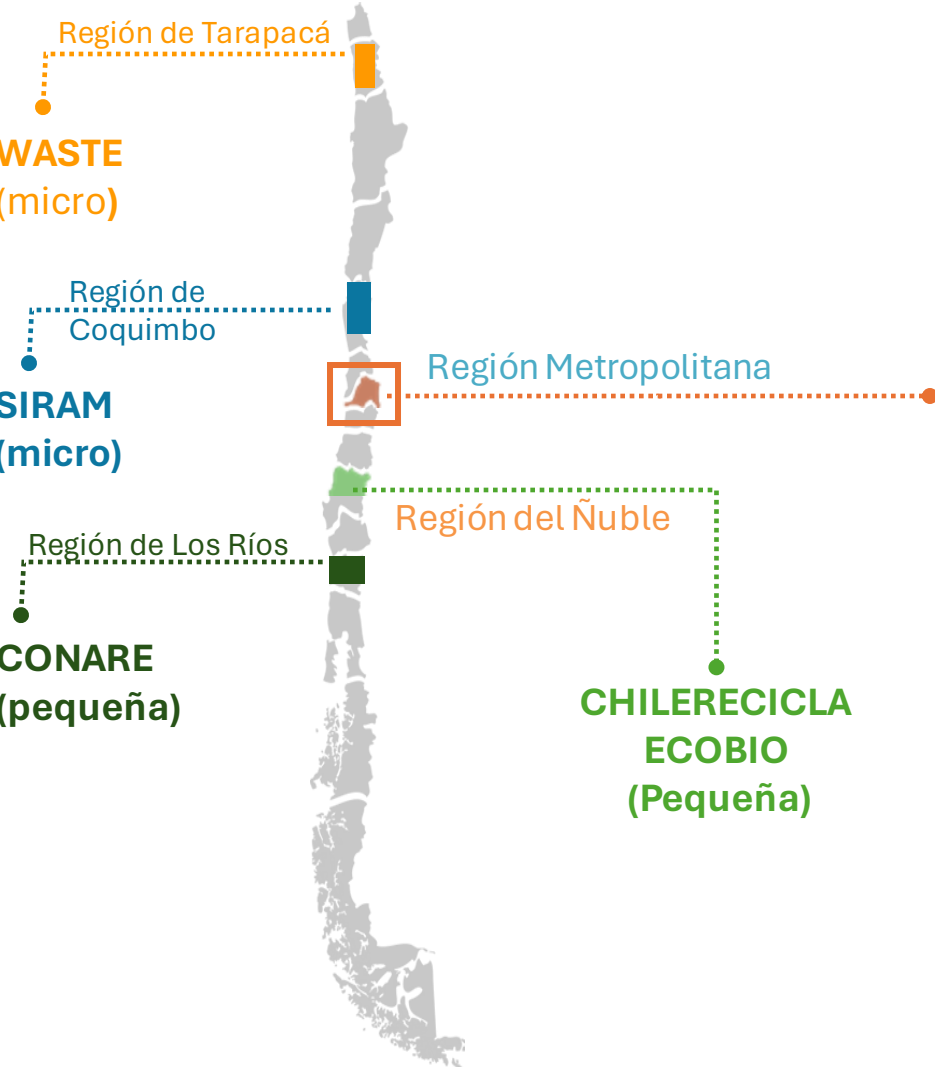 Región de Tarapacá
WASTE
(micro)
Región de
Coquimbo
SIRAM
(micro)
Región Metropolitana
Región del Ñuble
Región de Los Ríos
CONARE
(pequeña)
CHILERECICLA
ECOBIO
(Pequeña)